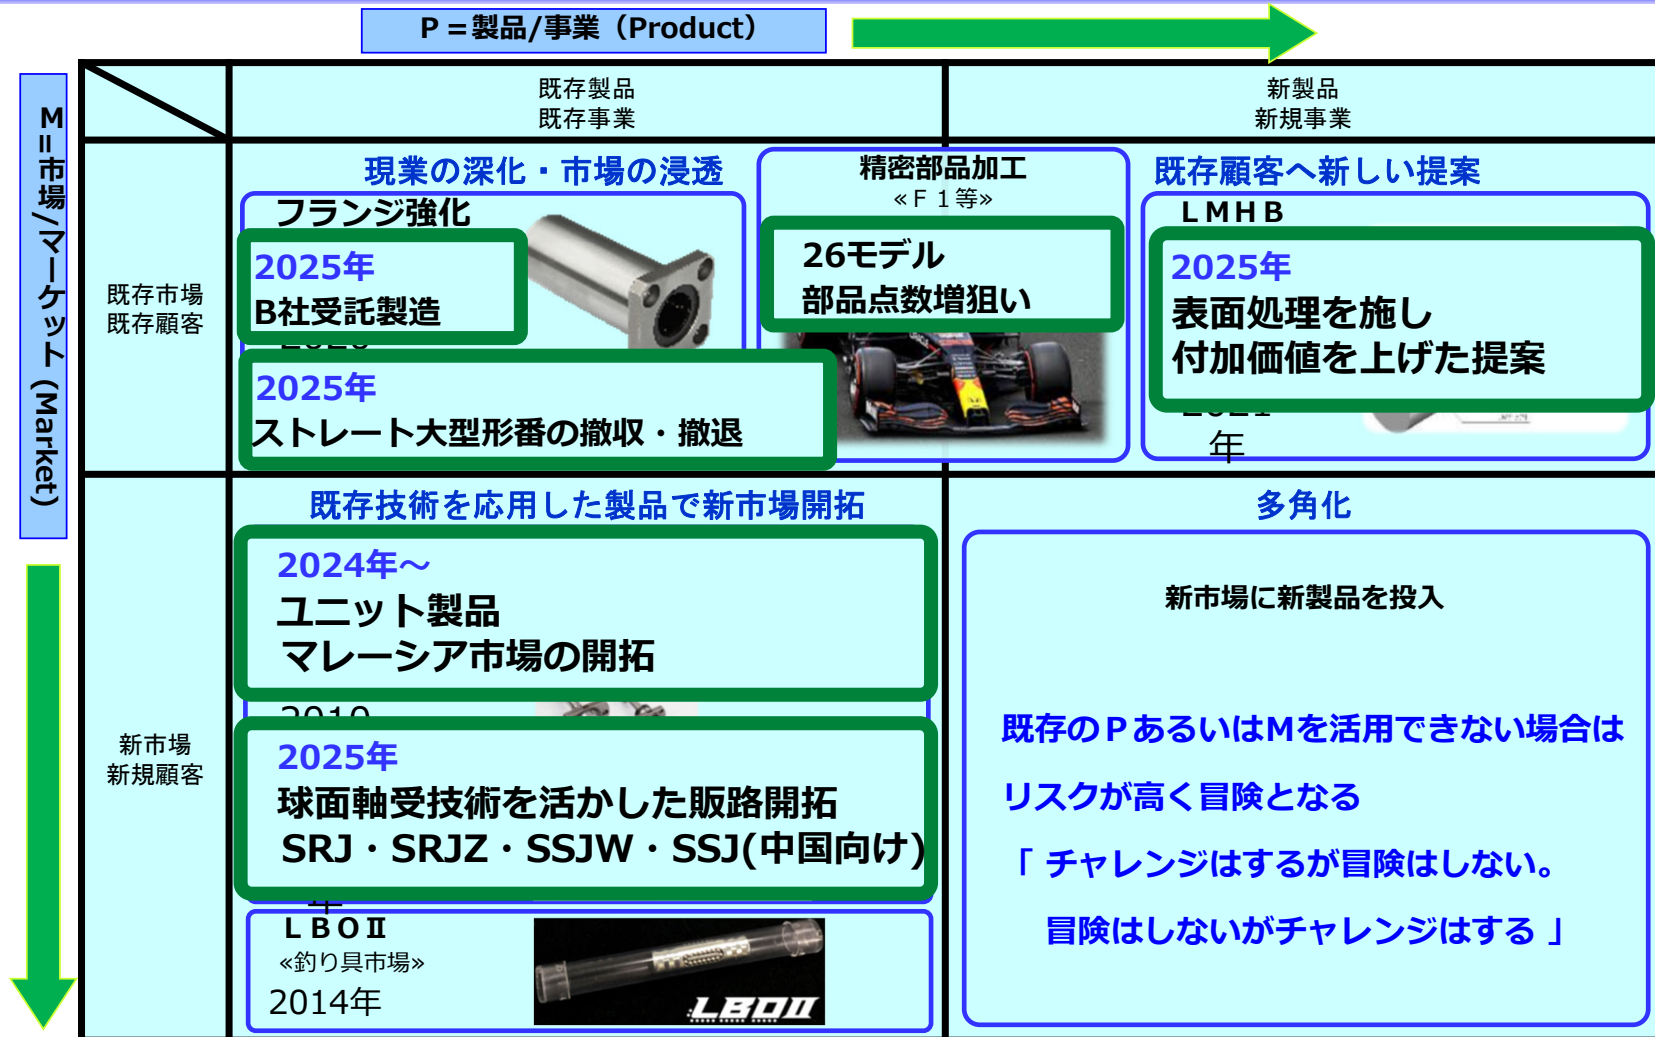 P＝製品/事業（Product）
M=市場/マーケット (Market)
既存製品
既存事業
新製品
新規事業
既存市場
既存顧客
現業の深化・市場の浸透
フランジ強化
2025年
B社受託製造
2025年
ストレート大型形番の撤収・撤退
精密部品加工
≪Ｆ１等≫
26モデル
部品点数増狙い
既存顧客へ新しい提案
ＬＭＨＢ
2025年
表面処理を施し
付加価値を上げた提案
2021
年
新市場
新規顧客
既存技術を応用した製品で新市場開拓
2024年～
ユニット製品
マレーシア市場の開拓
2010
2025年
球面軸受技術を活かした販路開拓
SRJ・SRJZ・SSJW・SSJ(中国向け)
年
ＬＢＯⅡ
≪釣り具市場≫
2014年
LBOⅡ
多角化
新市場に新製品を投入
既存のＰあるいはMを活用できない場合は
リスクが高く冒険となる
「 チャレンジはするが冒険はしない。
冒険はしないがチャレンジはする 」